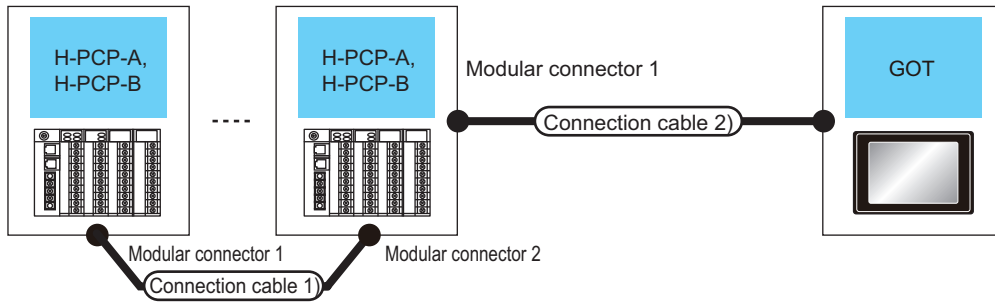 H-PCP-A,
H-PCP-B
H-PCP-A,
H-PCP-B
Modular connector 1
GOT
Connection cable 2)
Modular connector 1
Modular connector 2
Connection cable 1)